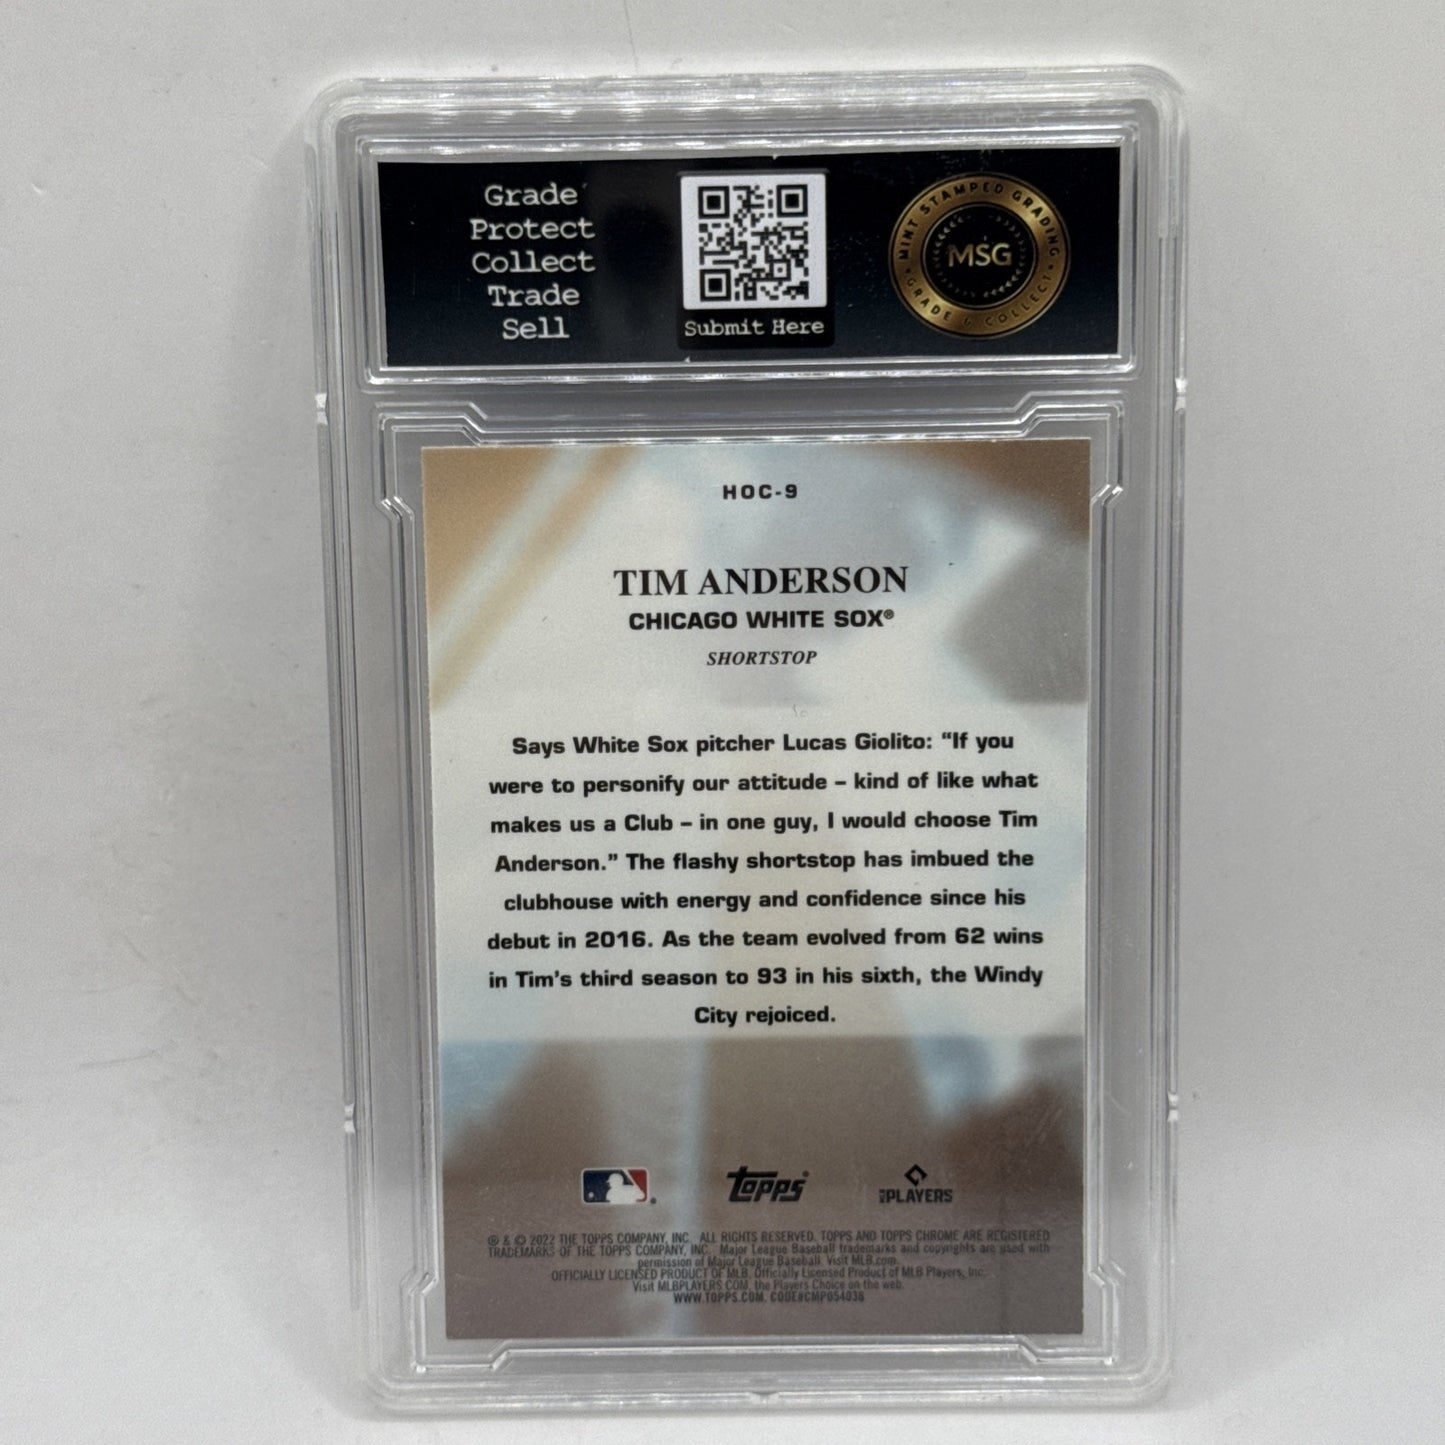 Grade
Protect
Collect
Trade
Sell
Submit Here
MINT STAMPED GRADING
MSG
GRADE & COLLECT
HOC-9
TIM ANDERSON
CHICAGO WHITE SOX®
SHORTSTOP
Says White Sox pitcher Lucas Giolito: “If you
were to personify our attitude – kind of like what
makes us a Club – in one guy, I would choose Tim
Anderson.” The flashy shortstop has imbued the
clubhouse with energy and confidence since his
debut in 2016. As the team evolved from 62 wins
in Tim’s third season to 93 in his sixth, the Windy
City rejoiced.
topps®
PLAYERS
® & © 2022 THE TOPPS COMPANY, INC. ALL RIGHTS RESERVED. TOPPS AND TOPPS CHROME ARE REGISTERED
TRADEMARKS OF THE TOPPS COMPANY, INC. Major League Baseball trademarks and copyrights are used with
permission of Major League Baseball. Visit MLB.com.
OFFICIALLY LICENSED PRODUCT OF MLB. Officially Licensed Product of MLB Players, Inc.
Visit MLBPLAYERS.COM, the Players Choice on the web.
WWW.TOPPS.COM. CODE#CMP054036